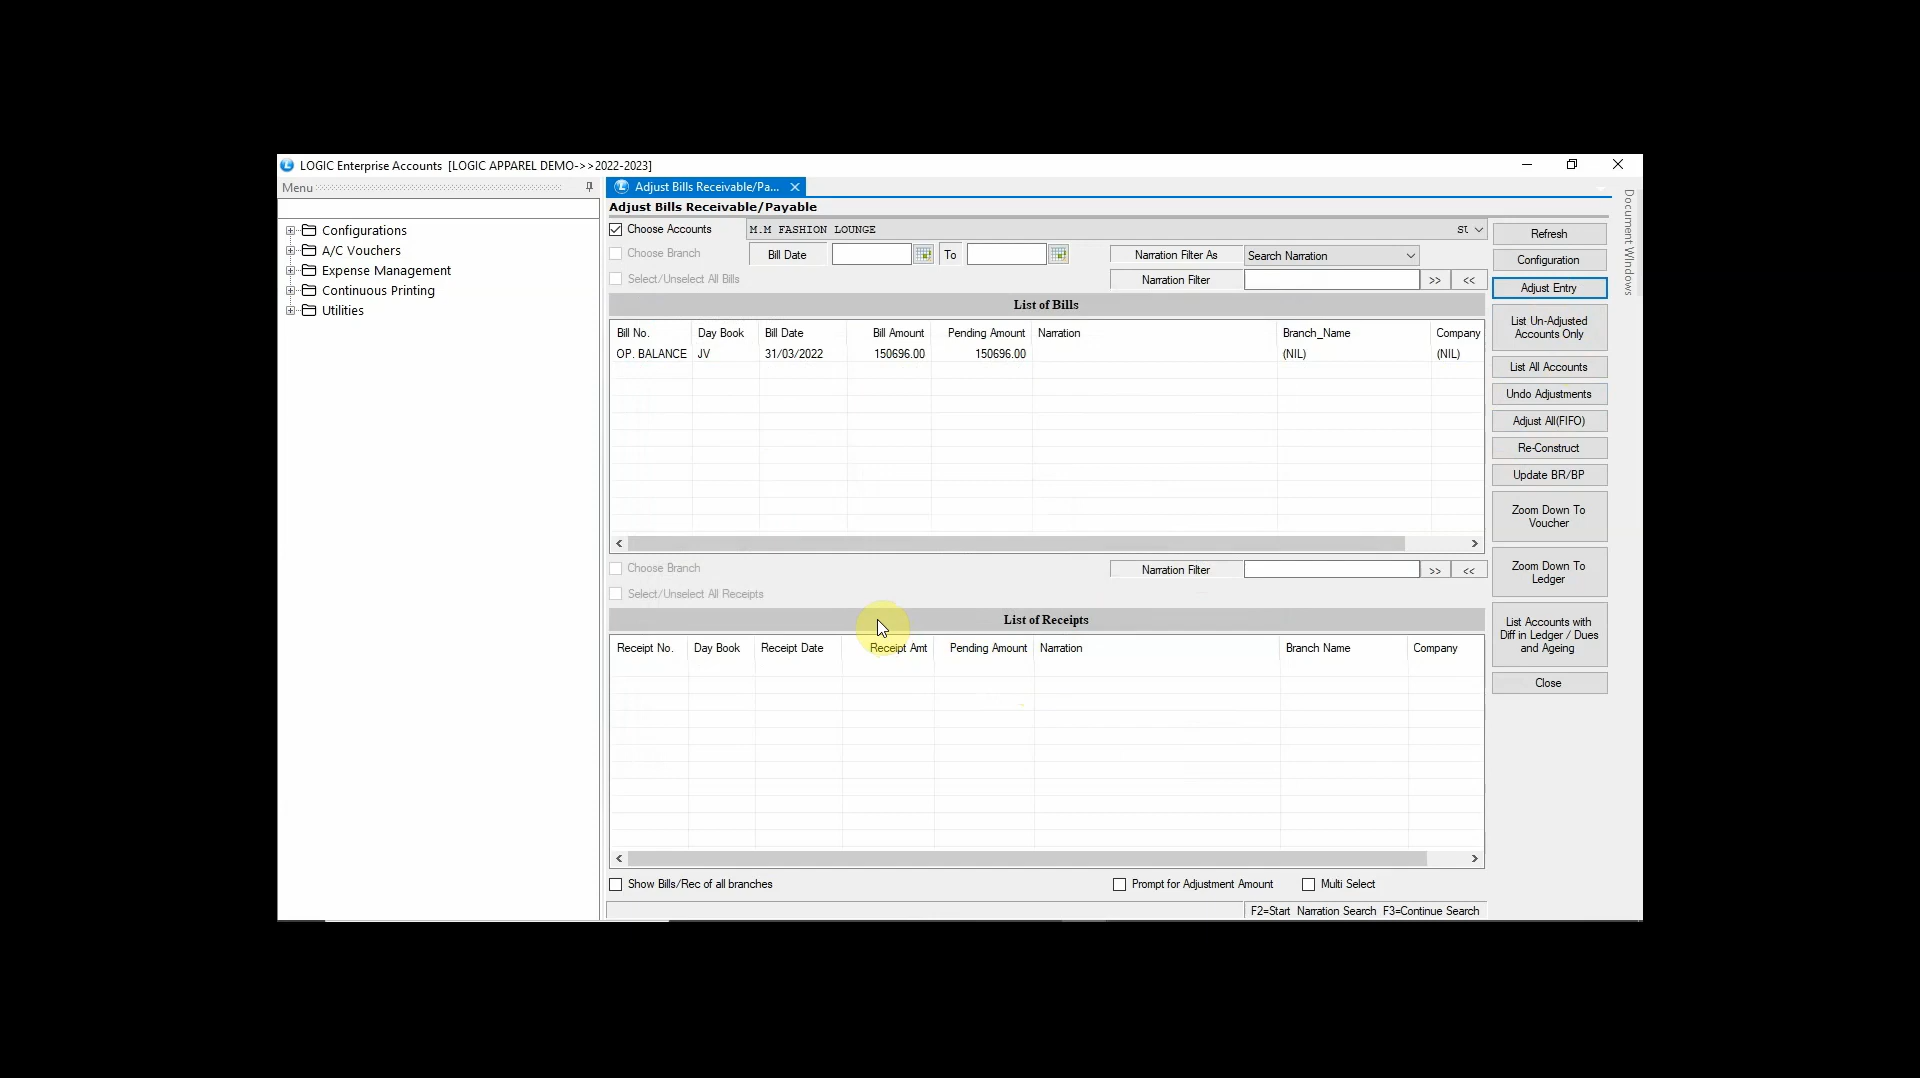 LOGIC Enterprise Accounts [LOGIC APPAREL DEMO->>2022-2023]
Menu
Configurations
A/C Vouchers
Expense Management
Continuous Printing
Utilities
Adjust Bills Receivable/Pa...
Adjust Bills Receivable/Payable
Choose Accounts M.M FASHION LOUNGE
Choose Branch Bill Date To Narration Filter As Search Narration
Select/Unselect All Bills Narration Filter >> <<
List of Bills
Bill No. Day Book Bill Date Bill Amount Pending Amount Narration Branch_Name Company
OP. BALANCE JV 31/03/2022 150696.00 150696.00 (NIL) (NIL)
Choose Branch Narration Filter >> <<
Select/Unselect All Receipts
List of Receipts
Receipt No. Day Book Receipt Date Receipt Amt Pending Amount Narration Branch Name Company
Show Bills/Rec of all branches Prompt for Adjustment Amount Multi Select
F2=Start Narration Search F3=Continue Search
Refresh
Configuration
Adjust Entry
List Un-Adjusted
Accounts Only
List All Accounts
Undo Adjustments
Adjust All(FIFO)
Re-Construct
Update BR/BP
Zoom Down To
Voucher
Zoom Down To
Ledger
List Accounts with
Diff in Ledger / Dues
and Ageing
Close
Document Windows